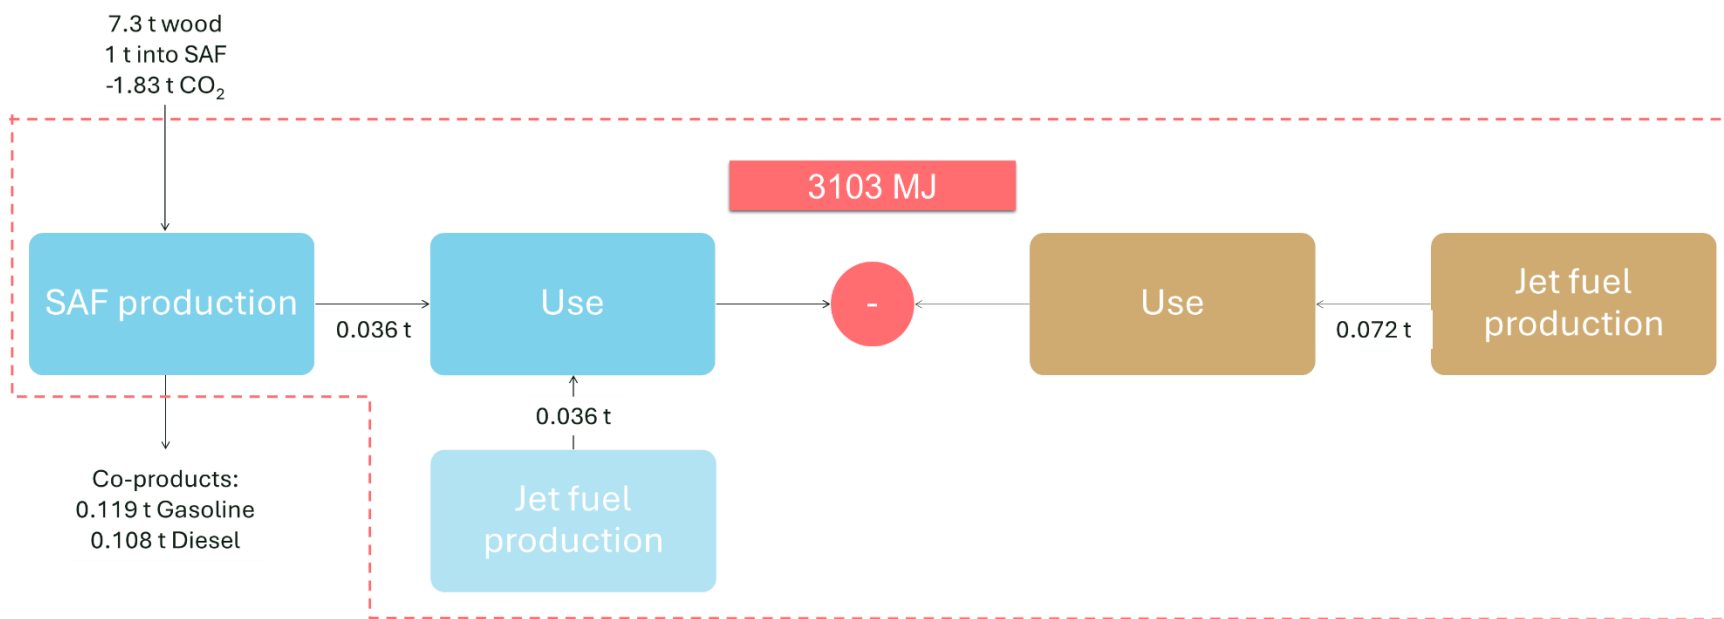 7.3 t wood
1 t into SAF
-1.83 t CO₂
3103 MJ
SAF production
0.036 t
Use
-
Use
0.072 t
Jet fuel
production
0.036 t
Jet fuel
production
Co-products:
0.119 t Gasoline
0.108 t Diesel